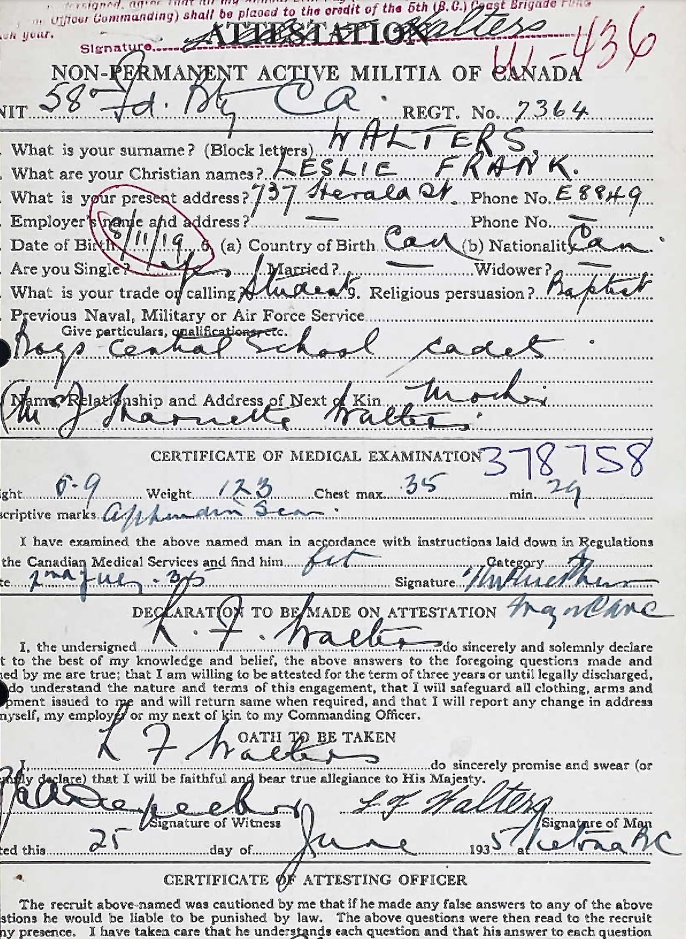 Officer Commanding) shall be placed to the credit of the 5th (B.C.) Coast Brigade Fund
ch year.
Signature Walters
ATTESTATION
111-436
NON-PERMANENT ACTIVE MILITIA OF CANADA
NIT 58th Fd. Bty CA. REGT. No. 7364
What is your surname? (Block letters) WALTERS.
What are your Christian names? LESLIE FRANK.
What is your present address? 737 Herald St. Phone No. E8849
Employer's name and address? — Phone No. —
Date of Birth 8/11/19 6. (a) Country of Birth Can (b) Nationality Can.
Are you Single? yes Married? — Widower? —
What is your trade or calling Student 9. Religious persuasion? Baptist
Previous Naval, Military or Air Force Service
Give particulars, qualifications etc.
Boys Central School cadet
Name, Relationship and Address of Next of Kin Mother
Walters
CERTIFICATE OF MEDICAL EXAMINATION 378758
ght 5-9 Weight 123 Chest max. 35 min. 29
scriptive marks Appendix Scar.
I have examined the above named man in accordance with instructions laid down in Regulations
the Canadian Medical Services and find him fit Category A
te 2nd July. 35 Signature
DECLARATION TO BE MADE ON ATTESTATION
I, the undersigned L. F. Walters do sincerely and solemnly declare
t to the best of my knowledge and belief, the above answers to the foregoing questions made and
ned by me are true; that I am willing to be attested for the term of three years or until legally discharged,
do understand the nature and terms of this engagement, that I will safeguard all clothing, arms and
pment issued to me and will return same when required, and that I will report any change in address
myself, my employer or my next of kin to my Commanding Officer.
OATH TO BE TAKEN
I, L F Walters do sincerely promise and swear (or
mnly declare) that I will be faithful and bear true allegiance to His Majesty.
L F Walters
Signature of Witness Signature of Man
ted this 25 day of June 1935 at Victoria BC
CERTIFICATE OF ATTESTING OFFICER
The recruit above-named was cautioned by me that if he made any false answers to any of the above
stions he would be liable to be punished by law. The above questions were then read to the recruit
my presence. I have taken care that he understands each question and that his answer to each question